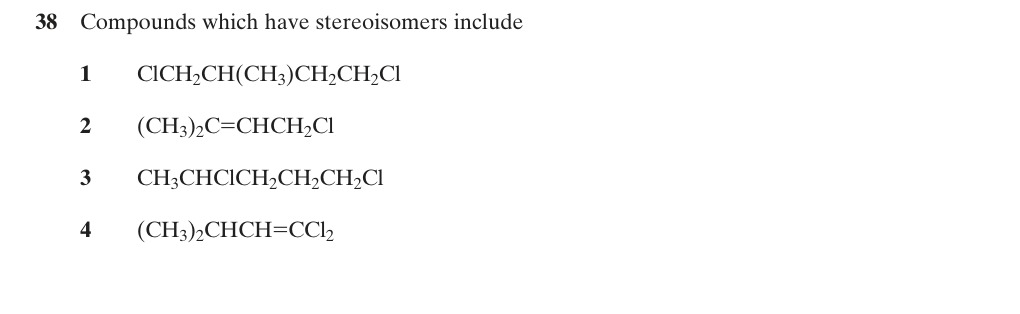 38 Compounds which have stereoisomers include
1 ClCH₂CH(CH₃)CH₂CH₂Cl
2 (CH₃)₂C=CHCH₂Cl
3 CH₃CHClCH₂CH₂CH₂Cl
4 (CH₃)₂CHCH=CCl₂